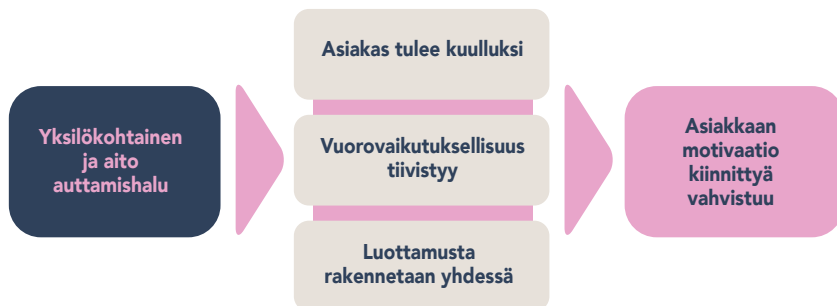 Yksilökohtainen
ja aito
auttamishalu
Asiakas tulee kuulluksi
Vuorovaikutuksellisuus
tiivistyy
Luottamusta
rakennetaan yhdessä
Asiakkaan
motivaatio
kiinnittyä
vahvistuu